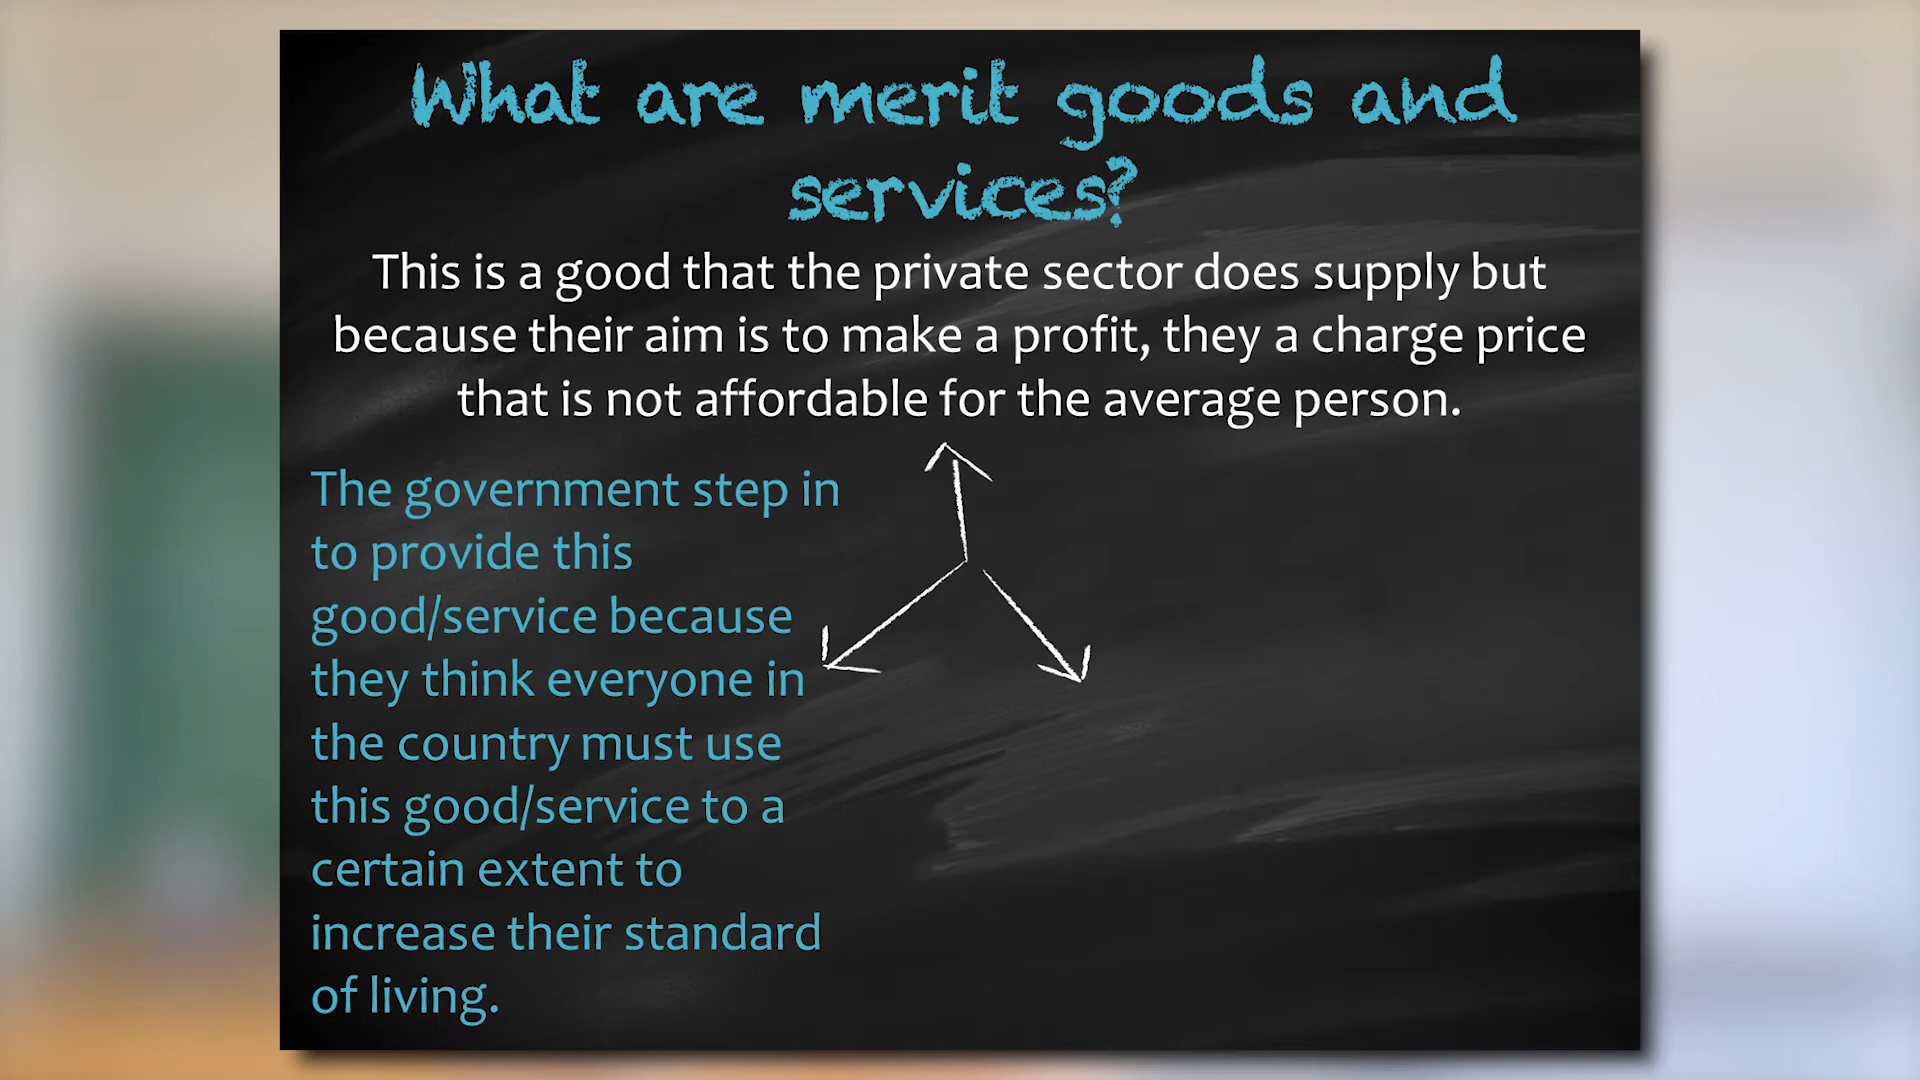 What are merit goods and
services?
This is a good that the private sector does supply but
because their aim is to make a profit, they a charge price
that is not affordable for the average person.
The government step in
to provide this
good/service because
they think everyone in
the country must use
this good/service to a
certain extent to
increase their standard
of living.